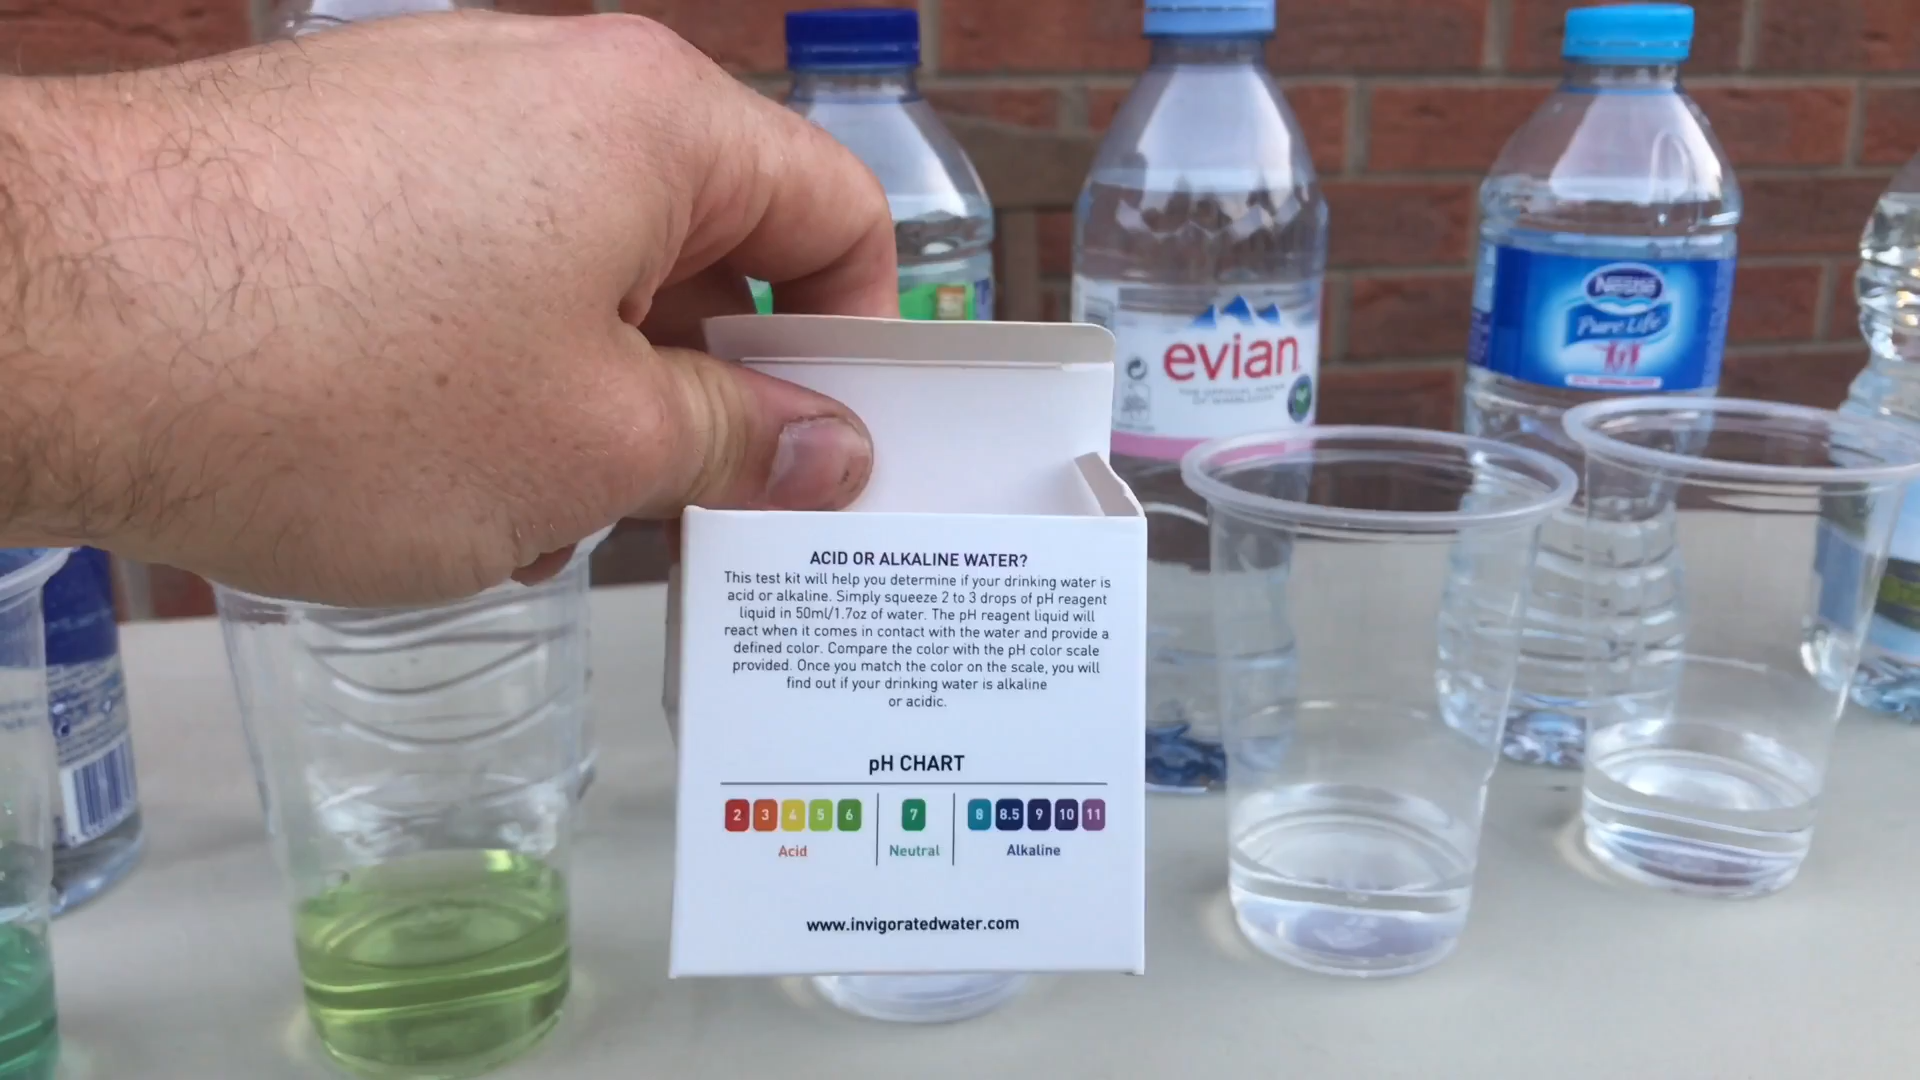 evian
Nestlé
Pure Life
ACID OR ALKALINE WATER?
This test kit will help you determine if your drinking water is
acid or alkaline. Simply squeeze 2 to 3 drops of pH reagent
liquid in 50ml/1.7oz of water. The pH reagent liquid will
react when it comes in contact with the water and provide a
defined color. Compare the color with the pH color scale
provided. Once you match the color on the scale, you will
find out if your drinking water is alkaline
or acidic.
pH CHART
2 3 4 5 6 7 8 8.5 9 10 11
Acid Neutral Alkaline
www.invigoratedwater.com